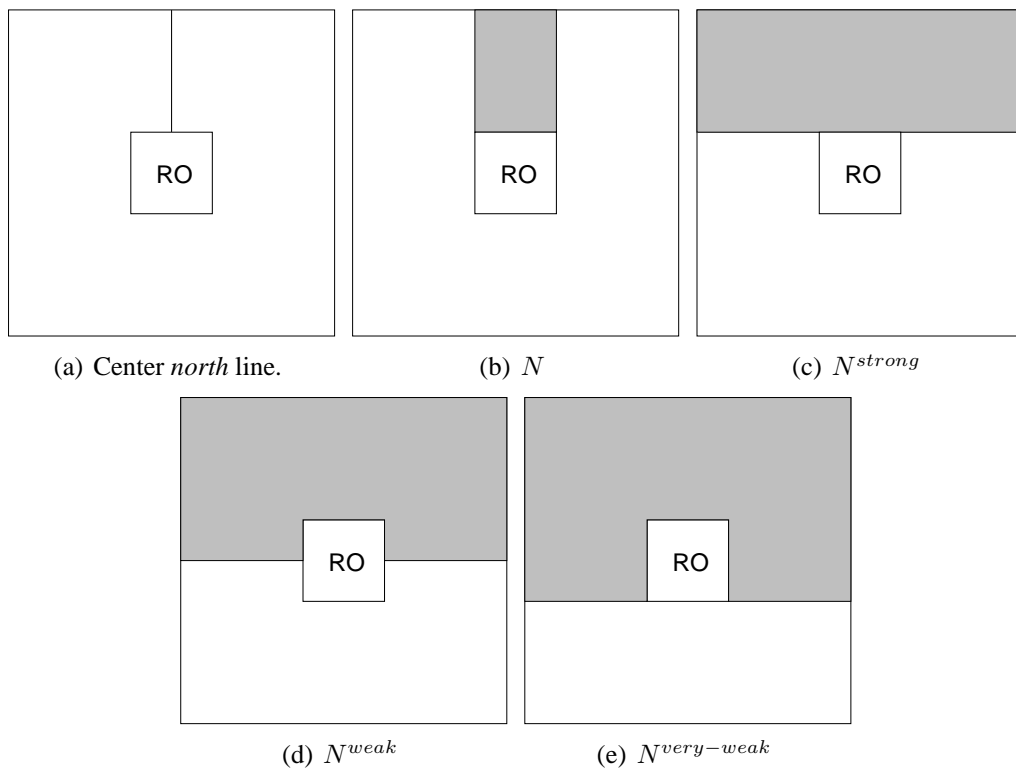 RO
RO
RO
(a) Center north line.
(b) N
(c) N^{strong}
RO
RO
(d) N^{weak}
(e) N^{very-weak}